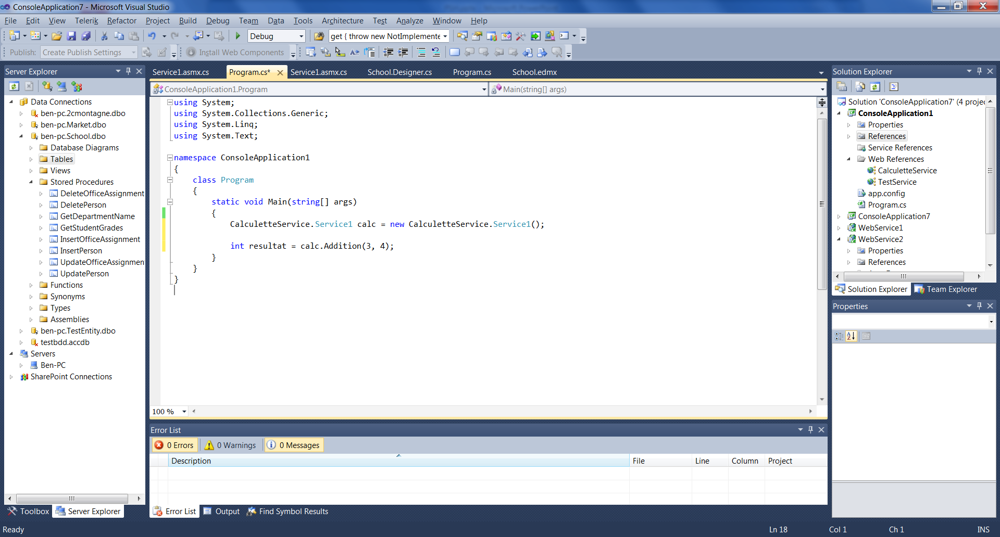 ConsoleApplication7 - Microsoft Visual Studio
File Edit View Telerik Refactor Project Build Debug Team Data Tools Architecture Test Analyze Window Help
Debug get { throw new NotImplemente
Publish: Create Publish Settings Install Web Components
Server Explorer
Data Connections
ben-pc.2cmontagne.dbo
ben-pc.Market.dbo
ben-pc.School.dbo
Database Diagrams
Tables
Views
Stored Procedures
DeleteOfficeAssignment
DeletePerson
GetDepartmentName
GetStudentGrades
InsertOfficeAssignment
InsertPerson
UpdateOfficeAssignmen
UpdatePerson
Functions
Synonyms
Types
Assemblies
ben-pc.TestEntity.dbo
testbdd.accdb
Servers
Ben-PC
SharePoint Connections
Toolbox Server Explorer
Service1.asmx.cs Program.cs* Service1.asmx.cs School.Designer.cs Program.cs School.edmx
ConsoleApplication1.Program Main(string[] args)
using System;
using System.Collections.Generic;
using System.Linq;
using System.Text;
namespace ConsoleApplication1
{
class Program
{
static void Main(string[] args)
{
CalculetteService.Service1 calc = new CalculetteService.Service1();
int resultat = calc.Addition(3, 4);
}
}
}
100 %
Error List
0 Errors 0 Warnings 0 Messages
Description File Line Column Project
Error List Output Find Symbol Results
Solution Explorer
Solution 'ConsoleApplication7' (4 projec
ConsoleApplication1
Properties
References
Service References
Web References
CalculetteService
TestService
app.config
Program.cs
ConsoleApplication7
WebService1
WebService2
Properties
References
Solution Explorer Team Explorer
Properties
Ready Ln 18 Col 1 Ch 1 INS